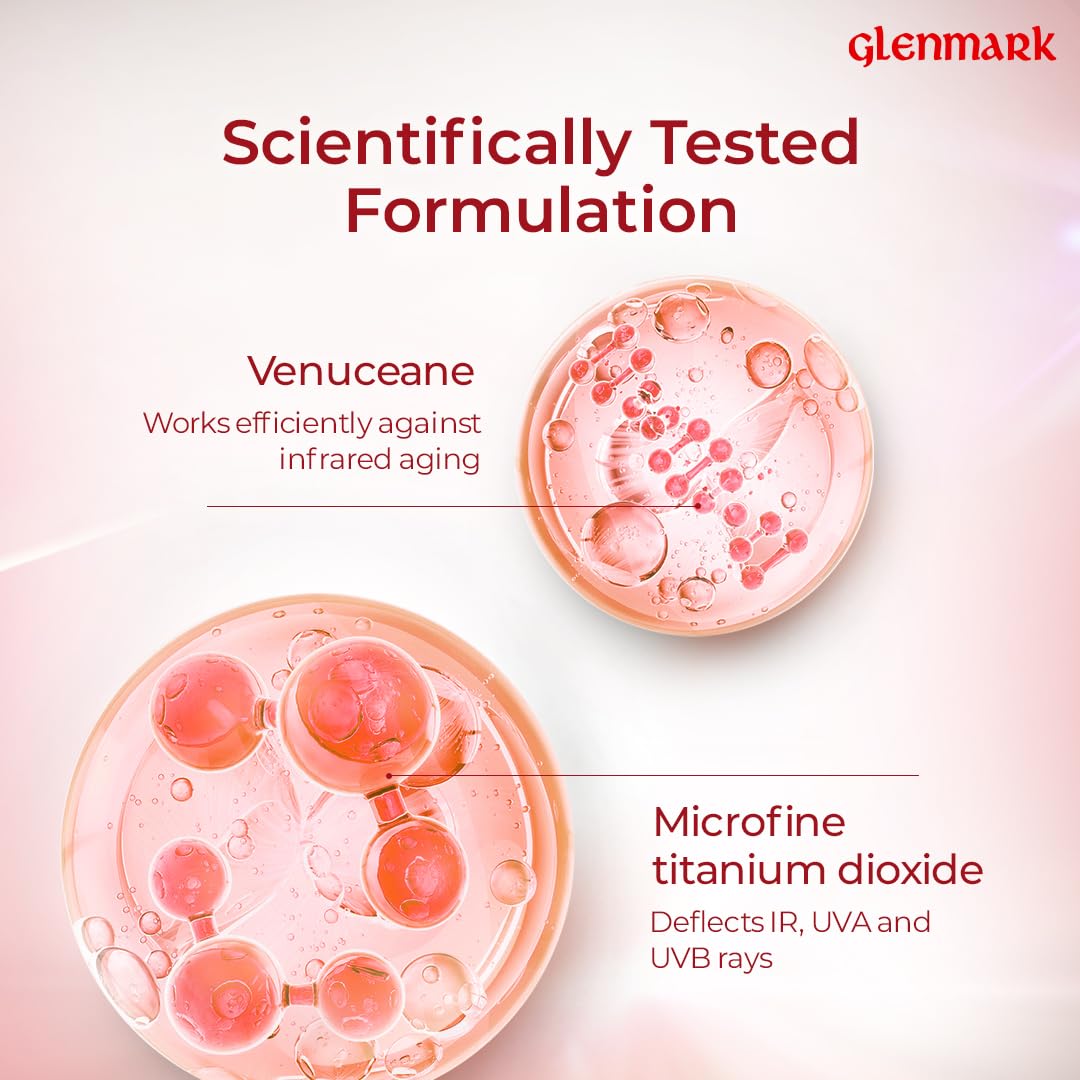 GLENMARK
Scientifically Tested
Formulation
Venuceane
Works efficiently against
infrared aging
Microfine
titanium dioxide
Deflects IR, UVA and
UVB rays